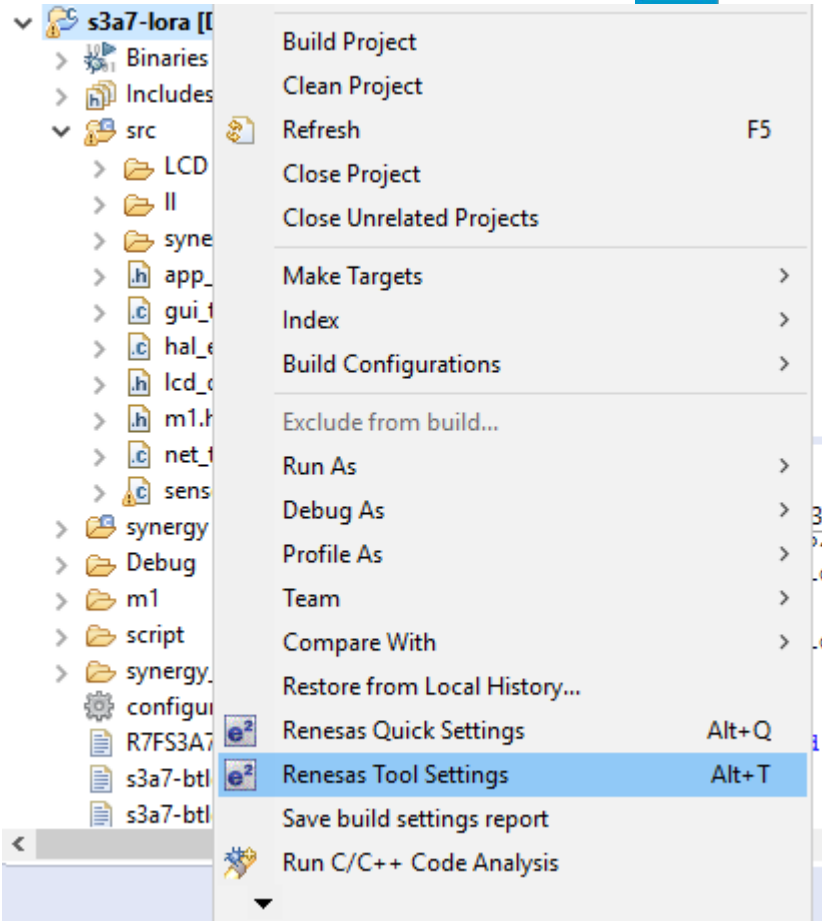 s3a7-lora [
Binaries
Includes
src
LCD
ll
syne
app_
gui_
hal_
lcd_
m1.h
net_
sens
synergy
Debug
m1
script
synergy_
configu
R7FS3A7
s3a7-btl
s3a7-btl
Build Project
Clean Project
Refresh F5
Close Project
Close Unrelated Projects
Make Targets
Index
Build Configurations
Exclude from build...
Run As
Debug As
Profile As
Team
Compare With
Restore from Local History...
Renesas Quick Settings Alt+Q
Renesas Tool Settings Alt+T
Save build settings report
Run C/C++ Code Analysis